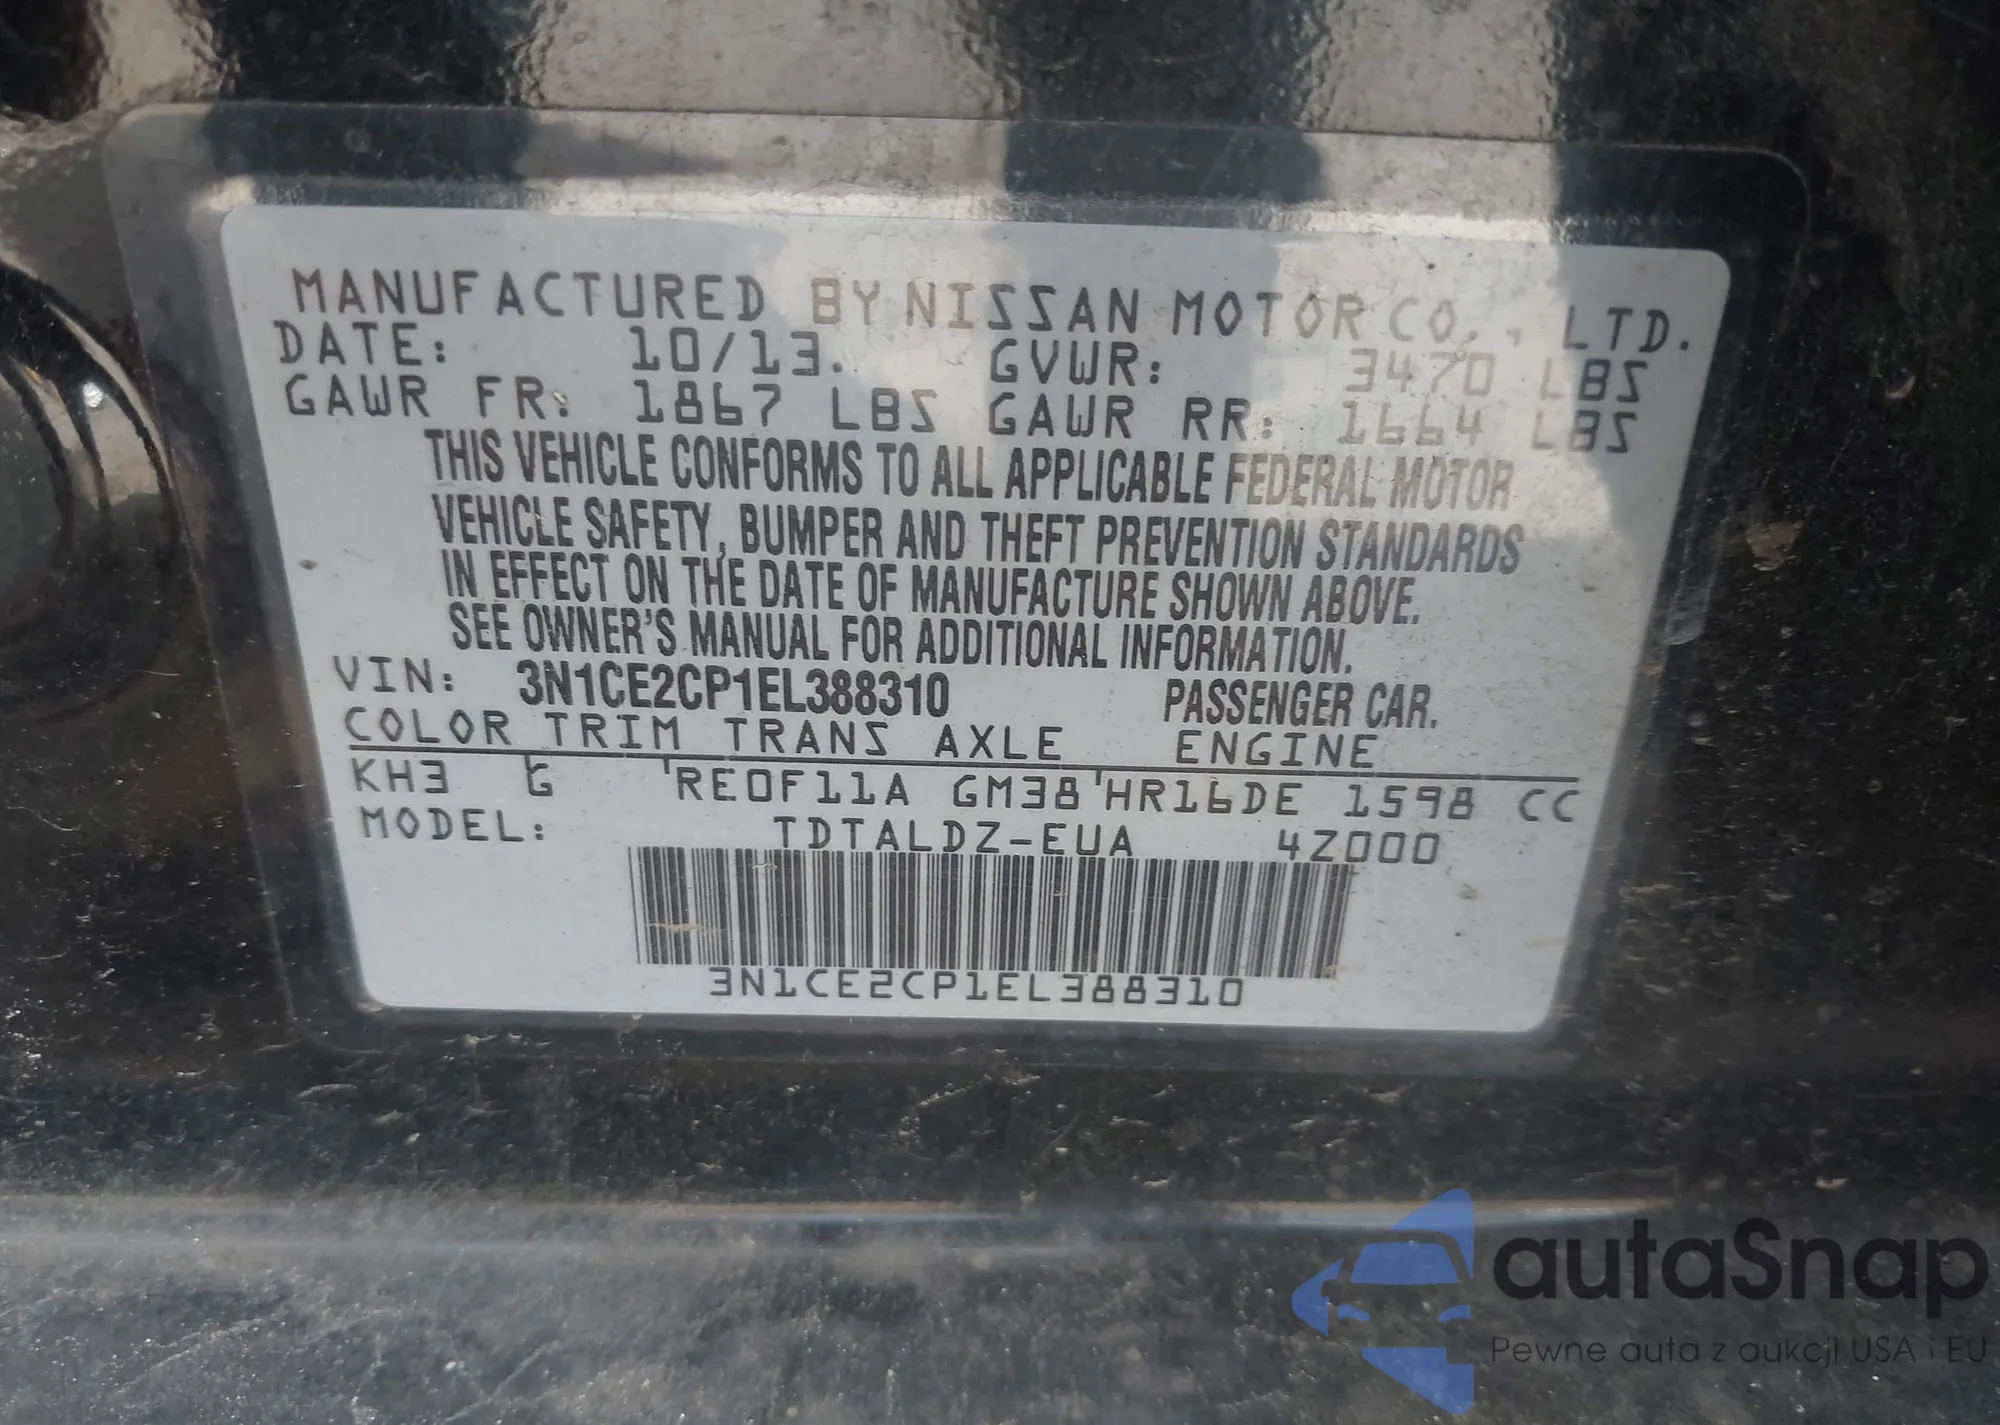 MANUFACTURED BY NISSAN MOTOR CO., LTD.
DATE: 10/13. GVWR: 3470 LBS
GAWR FR: 1867 LBS GAWR RR: 1664 LBS
THIS VEHICLE CONFORMS TO ALL APPLICABLE FEDERAL MOTOR
VEHICLE SAFETY, BUMPER AND THEFT PREVENTION STANDARDS
IN EFFECT ON THE DATE OF MANUFACTURE SHOWN ABOVE.
SEE OWNER'S MANUAL FOR ADDITIONAL INFORMATION.
VIN: 3N1CE2CP1EL388310 PASSENGER CAR.
COLOR TRIM TRANS AXLE ENGINE
KH3 G RE0F11A GM38 HR16DE 1598 CC
MODEL: TDTALDZ-EUA 4Z000
3N1CE2CP1EL388310
autaSnap
Pewne auta z aukcji USA i EU